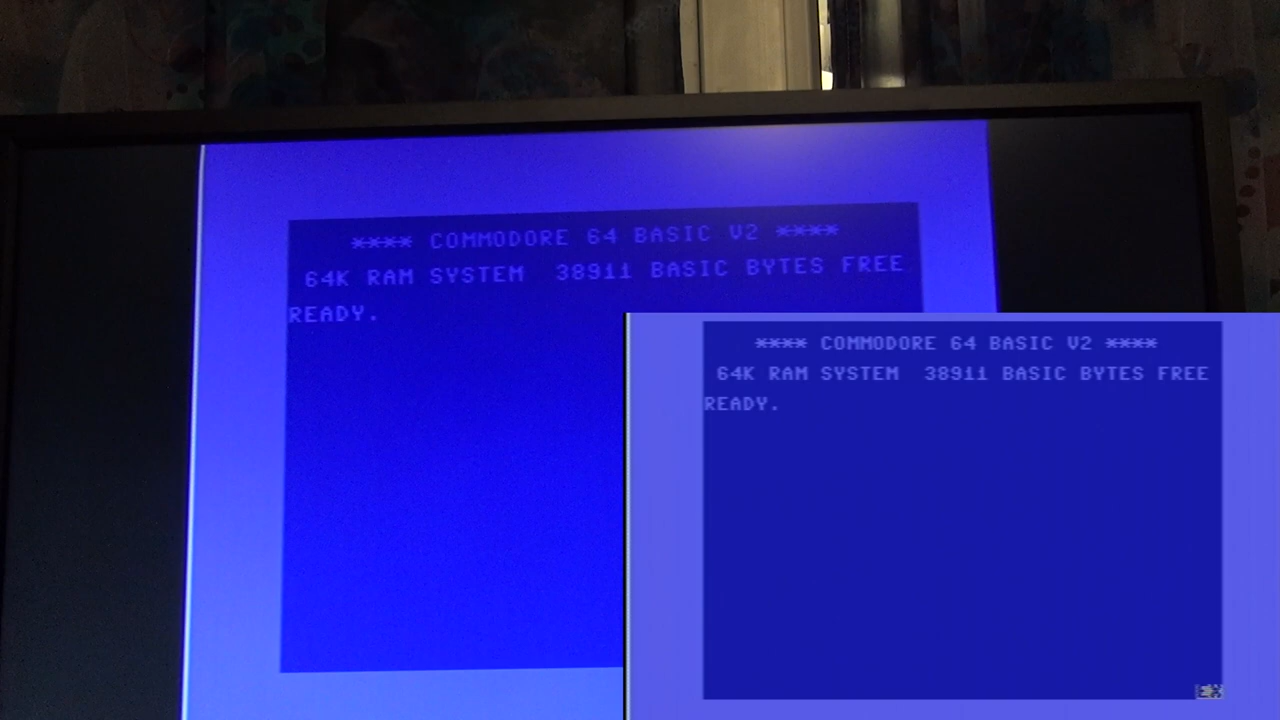 **** COMMODORE 64 BASIC V2 ****
64K RAM SYSTEM  38911 BASIC BYTES FREE
READY.
**** COMMODORE 64 BASIC V2 ****
64K RAM SYSTEM  38911 BASIC BYTES FREE
READY.